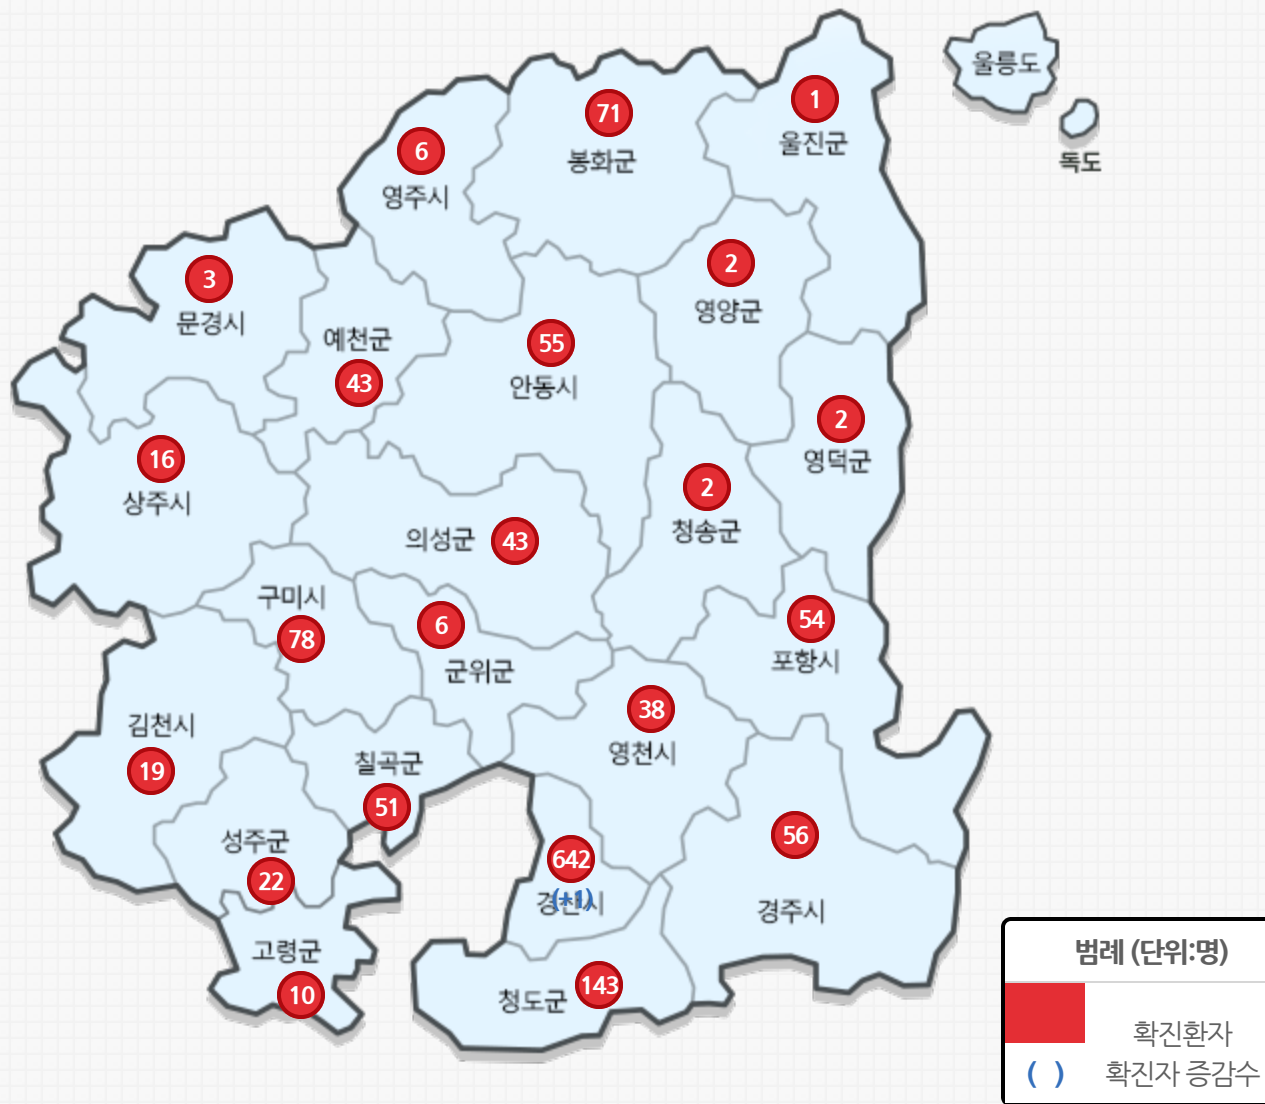 울릉도
독도
1
울진군
71
봉화군
6
영주시
2
영양군
3
문경시
예천군
43
55
안동시
2
영덕군
16
상주시
2
청송군
의성군
43
구미시
78
6
군위군
54
포항시
38
영천시
김천시
19
칠곡군
51
성주군
22
56
경주시
642
(+1)
경산시
고령군
10
청도군
143
범례 (단위:명)
확진환자
( ) 확진자 증감수